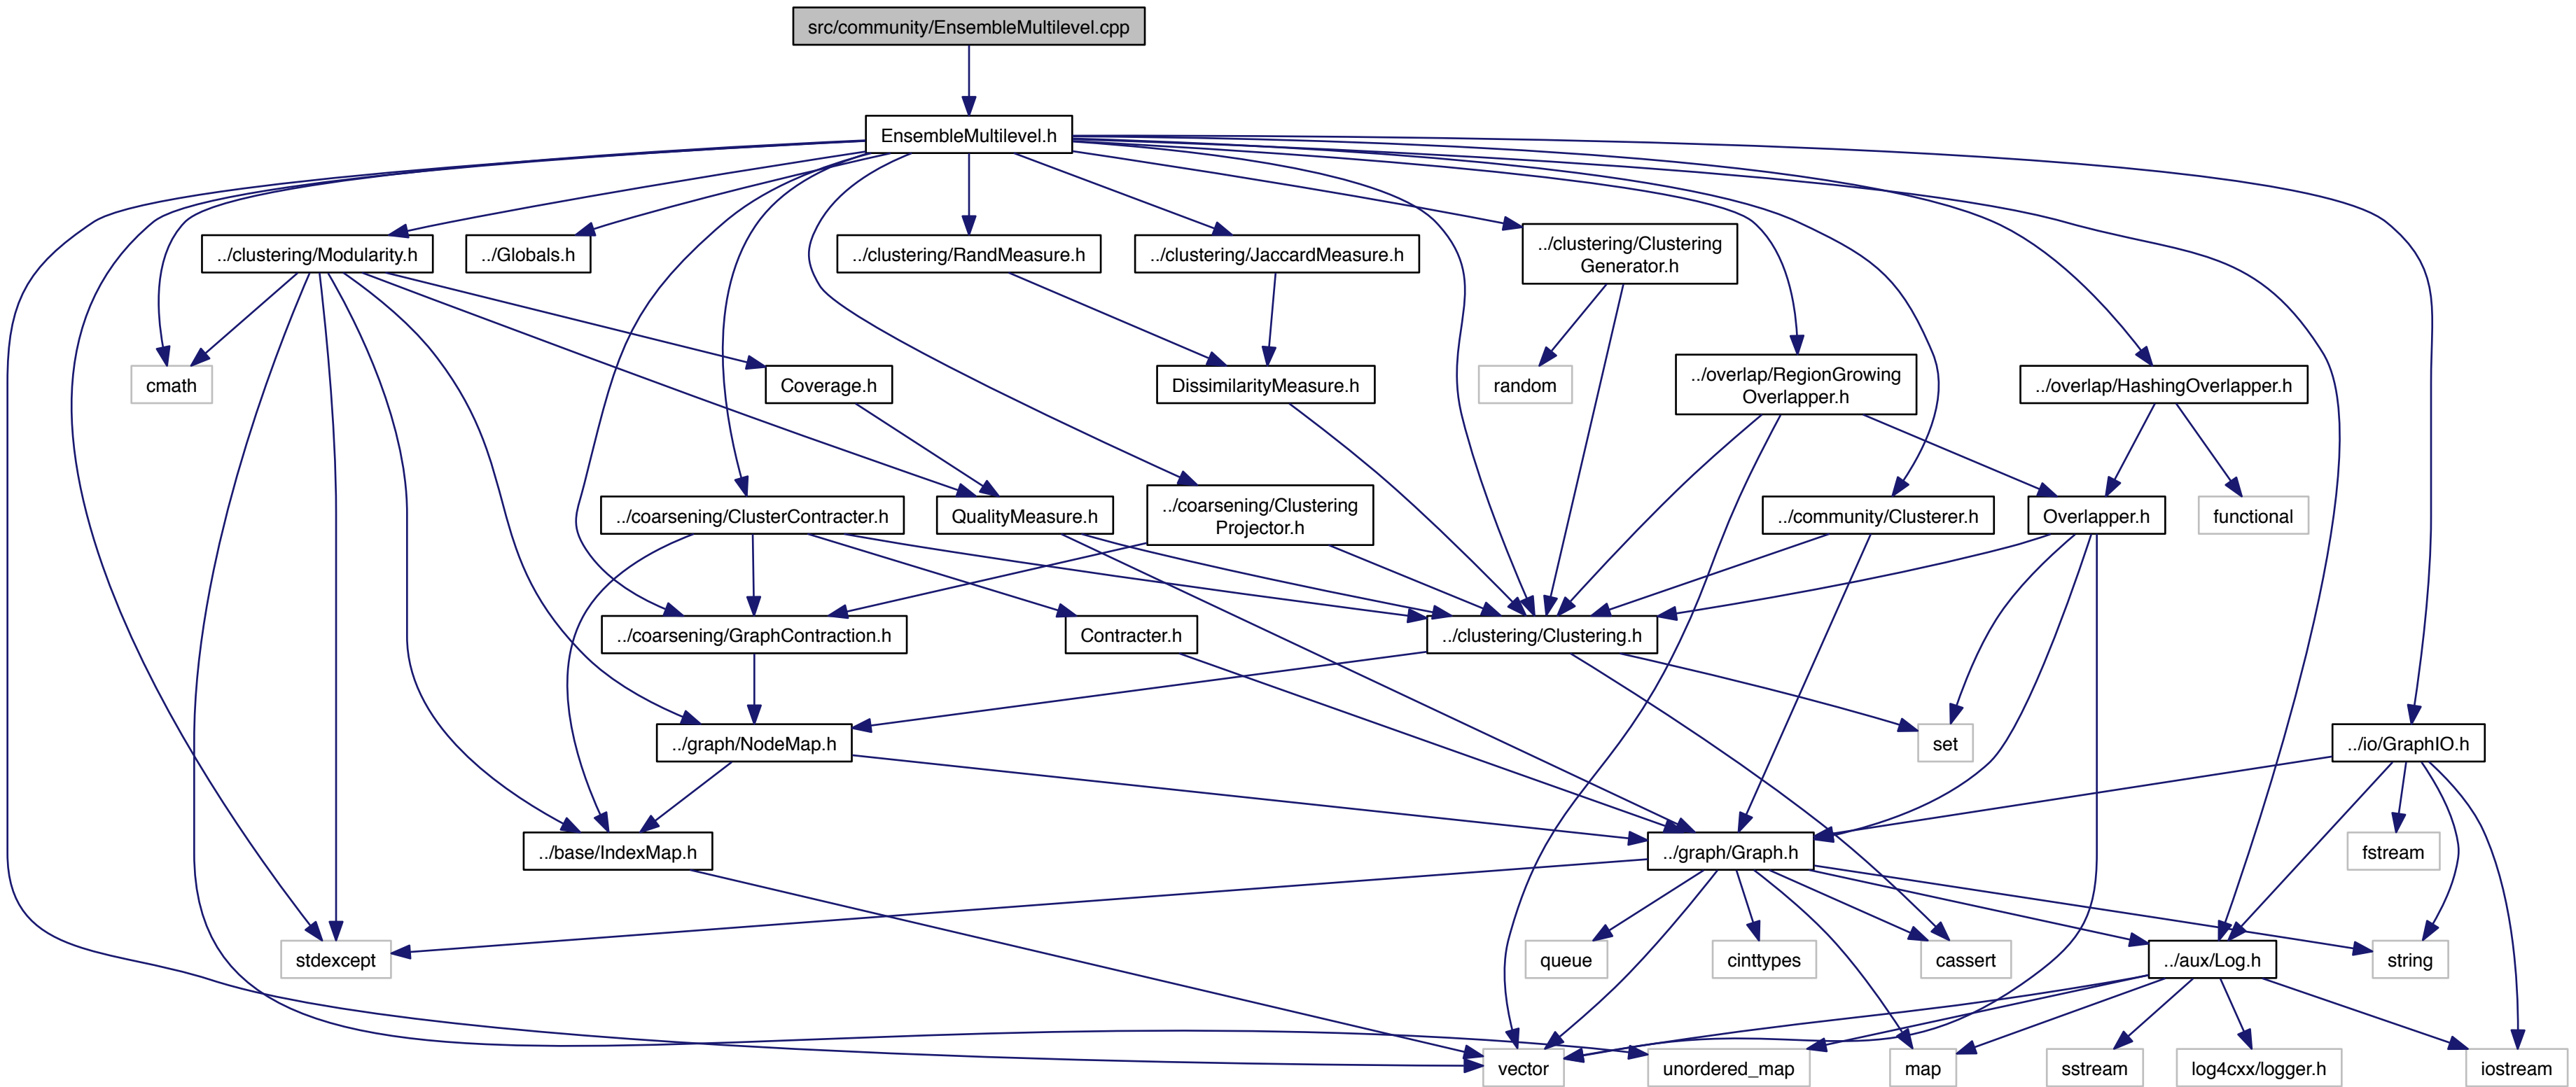 src/community/EnsembleMultilevel.cpp
EnsembleMultilevel.h
../clustering/Modularity.h
../Globals.h
../clustering/RandMeasure.h
../clustering/JaccardMeasure.h
../clustering/Clustering
Generator.h
cmath
Coverage.h
DissimilarityMeasure.h
random
../overlap/RegionGrowing
Overlapper.h
../overlap/HashingOverlapper.h
../coarsening/ClusterContracter.h
QualityMeasure.h
../coarsening/Clustering
Projector.h
../community/Clusterer.h
Overlapper.h
functional
../coarsening/GraphContraction.h
Contracter.h
../clustering/Clustering.h
../graph/NodeMap.h
set
../io/GraphIO.h
../base/IndexMap.h
../graph/Graph.h
fstream
stdexcept
queue
cinttypes
cassert
../aux/Log.h
string
vector
unordered_map
map
sstream
log4cxx/logger.h
iostream